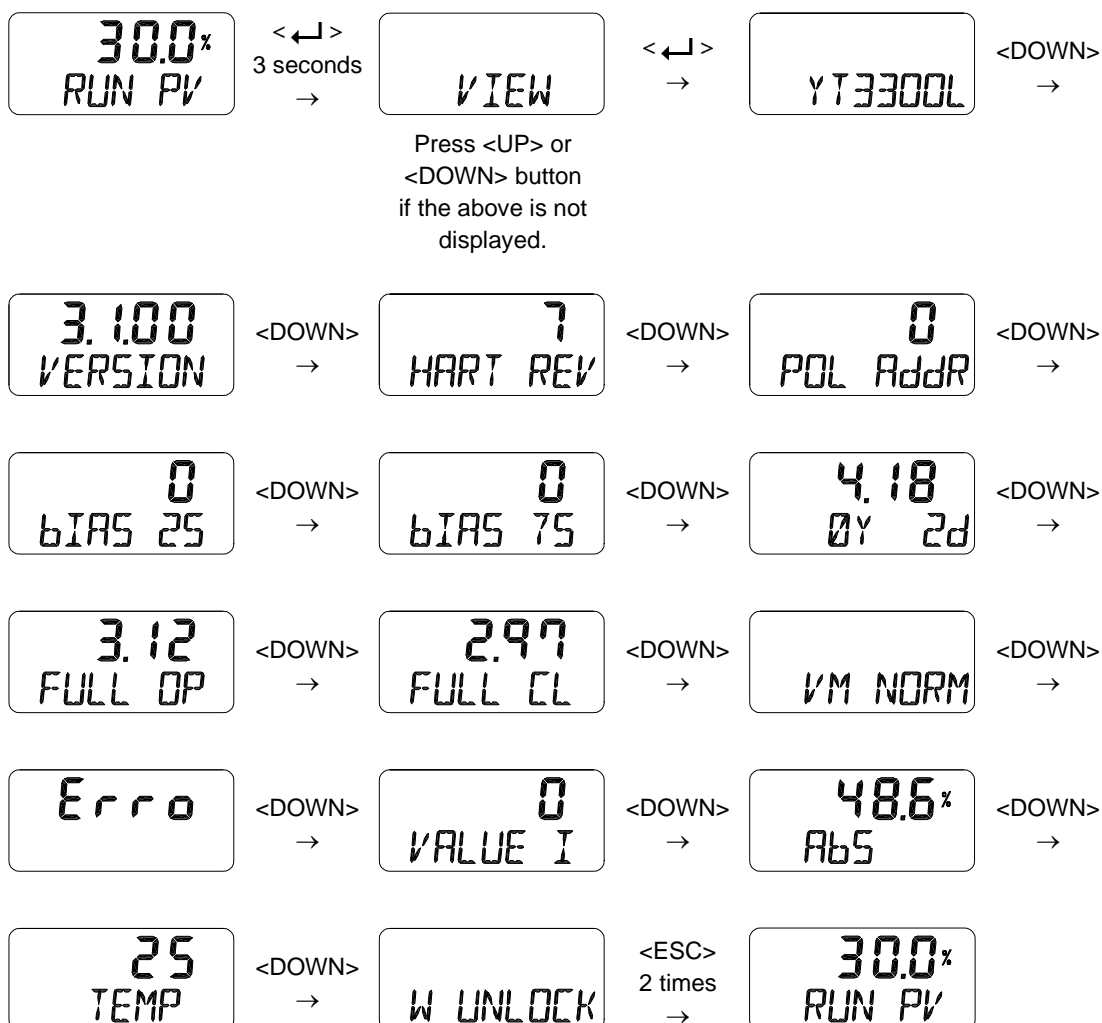 30.0%
RUN PV
< ↵ >
3 seconds
→
VIEW
< ↵ >
→
YT3300L
<DOWN>
→
Press <UP> or
<DOWN> button
if the above is not
displayed.
3.1.00
VERSION
<DOWN>
→
7
HART REV
<DOWN>
→
0
POL AddR
<DOWN>
→
0
bIAS 25
<DOWN>
→
0
bIAS 75
<DOWN>
→
4.18
0Y 2d
<DOWN>
→
3.12
FULL OP
<DOWN>
→
2.97
FULL CL
<DOWN>
→
VM NORM
<DOWN>
→
Erro
<DOWN>
→
0
VALUE I
<DOWN>
→
48.6%
AbS
<DOWN>
→
25
TEMP
<DOWN>
→
W UNLOCK
<ESC>
2 times
→
30.0%
RUN PV